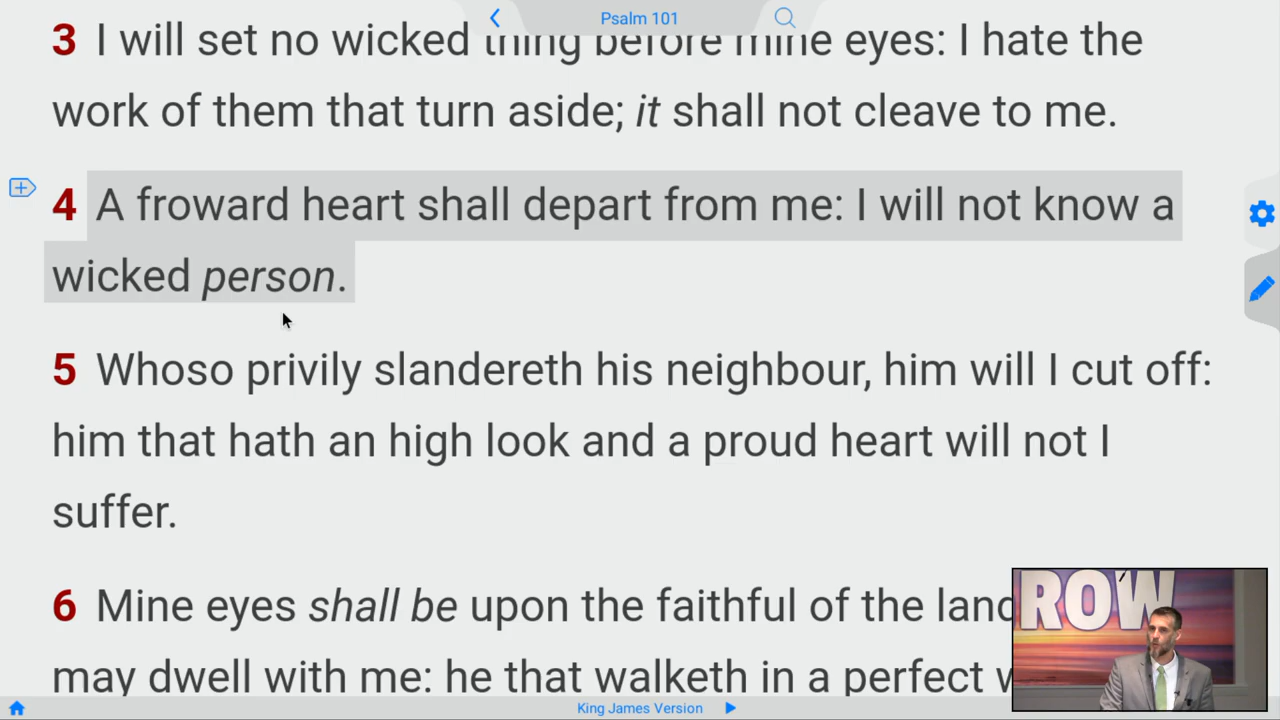 Psalm 101
3 I will set no wicked thing before mine eyes: I hate the
work of them that turn aside; it shall not cleave to me.
4 A froward heart shall depart from me: I will not know a
wicked person.
5 Whoso privily slandereth his neighbour, him will I cut off:
him that hath an high look and a proud heart will not I
suffer.
6 Mine eyes shall be upon the faithful of the land
may dwell with me: he that walketh in a perfect
ROW
King James Version